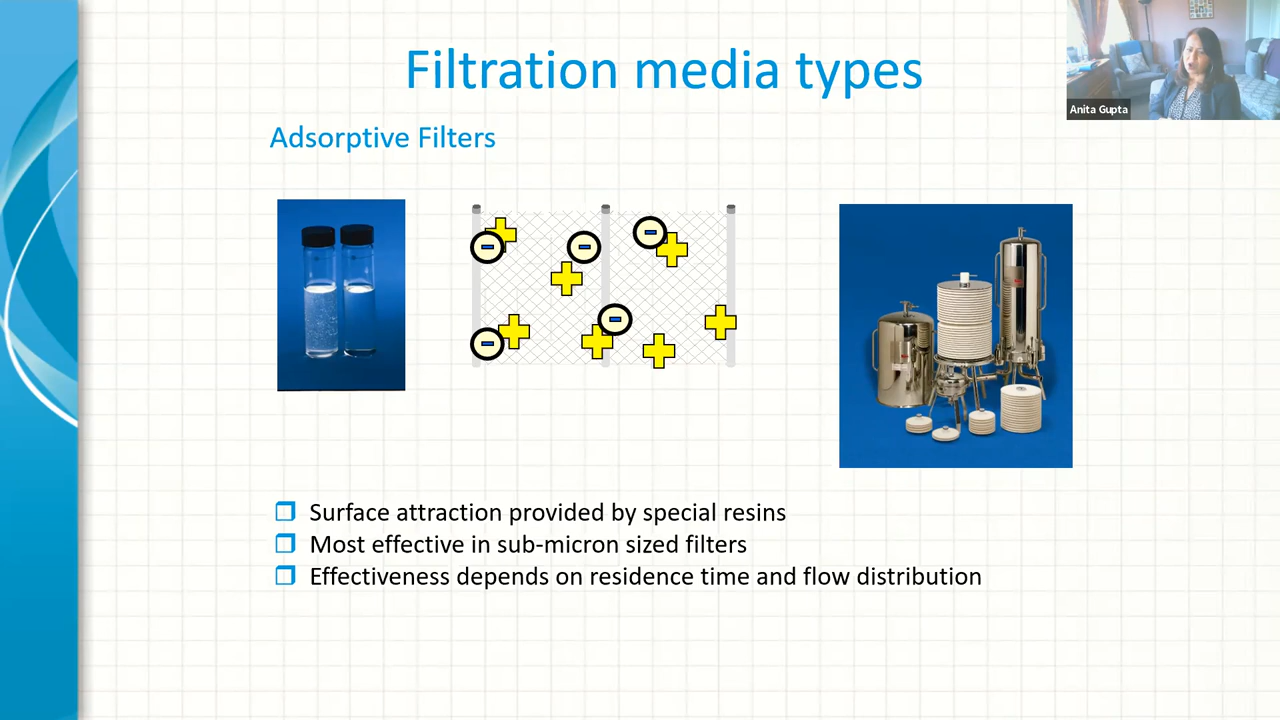 Filtration media types
Anita Gupta
Adsorptive Filters
Surface attraction provided by special resins
Most effective in sub-micron sized filters
Effectiveness depends on residence time and flow distribution